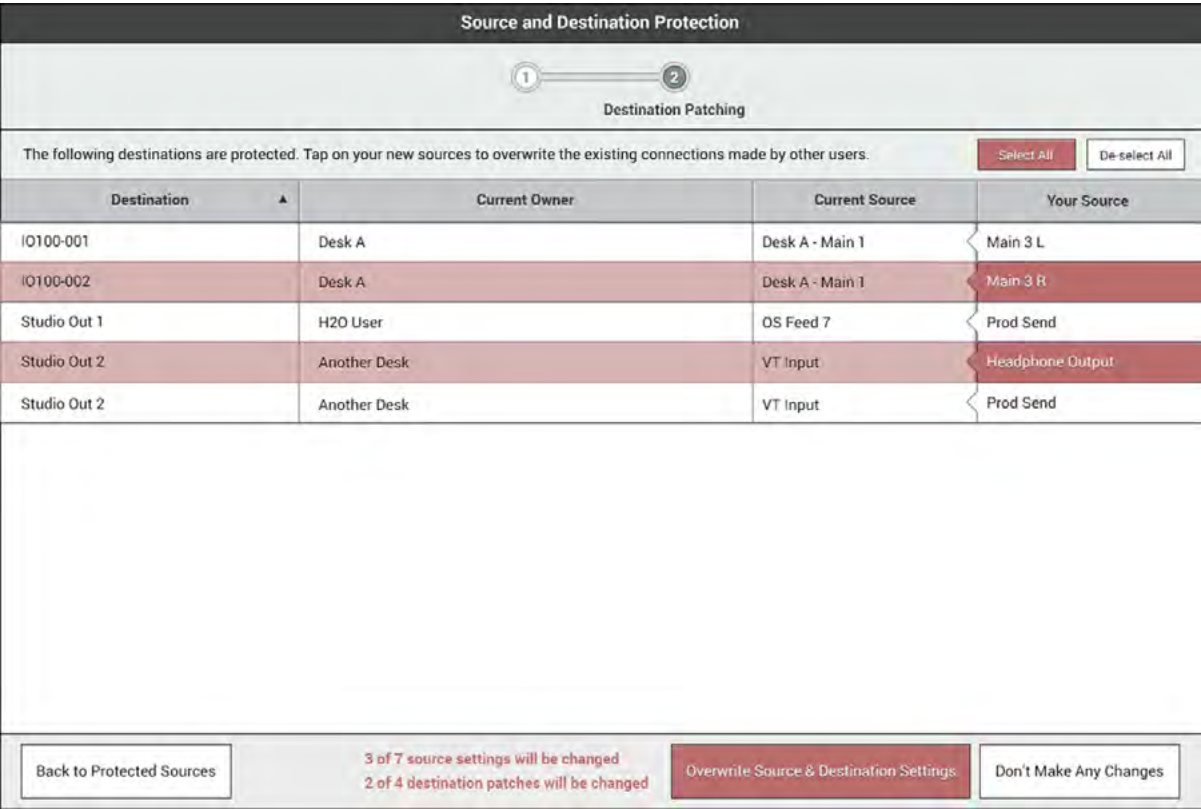 Source and Destination Protection
1
2
Destination Patching
The following destinations are protected. Tap on your new sources to overwrite the existing connections made by other users.
Select All
De-select All
Destination ▲ Current Owner Current Source Your Source
IO100-001 Desk A Desk A - Main 1 Main 3 L
IO100-002 Desk A Desk A - Main 1 Main 3 R
Studio Out 1 H2O User OS Feed 7 Prod Send
Studio Out 2 Another Desk VT Input Headphone Output
Studio Out 2 Another Desk VT Input Prod Send
Back to Protected Sources
3 of 7 source settings will be changed
2 of 4 destination patches will be changed
Overwrite Source & Destination Settings
Don't Make Any Changes